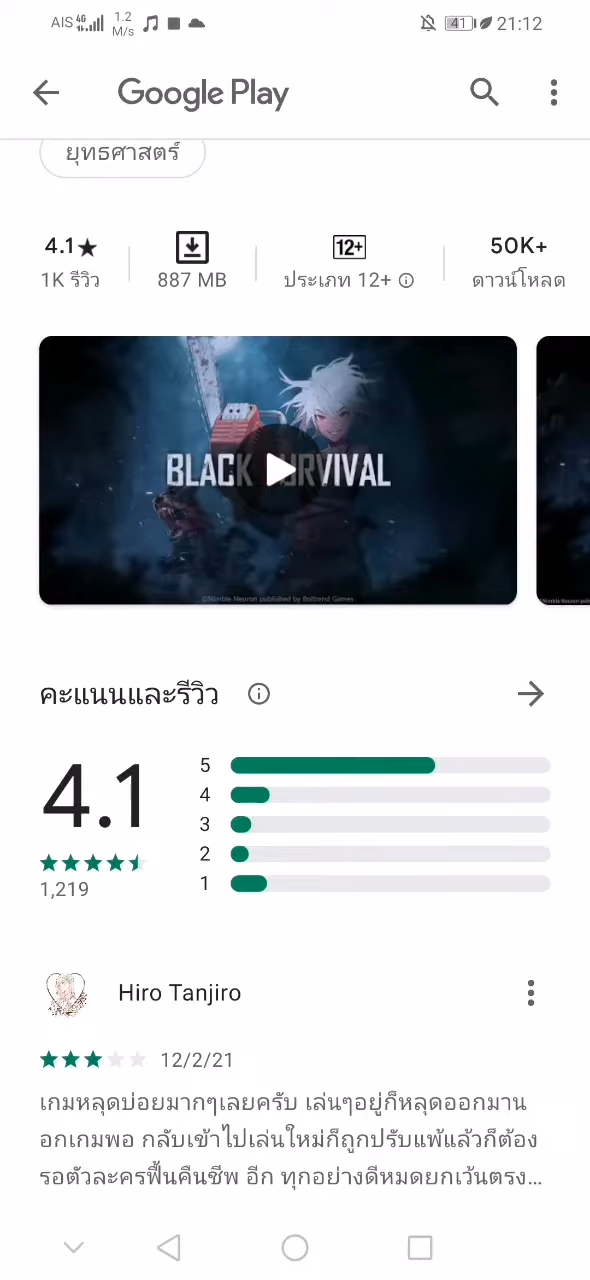 AIS 4G 1.2 M/s 41 21:12
Google Play
ยุทธศาสตร์
4.1★ 12+ 50K+
1K รีวิว 887 MB ประเภท 12+ ดาวน์โหลด
BLACK SURVIVAL
©Nimble Neuron published by Boltrend Games
คะแนนและรีวิว
4.1
5
4
3
2
1
1,219
Hiro Tanjiro
12/2/21
เกมหลุดบ่อยมากๆเลยครับ เล่นๆอยู่ก็หลุดออกมาน
อกเกมพอ กลับเข้าไปเล่นใหม่ก็ถูกปรับแพ้แล้วก็ต้อง
รอตัวละครฟื้นคืนชีพ อีก ทุกอย่างดีหมดยกเว้นตรง...